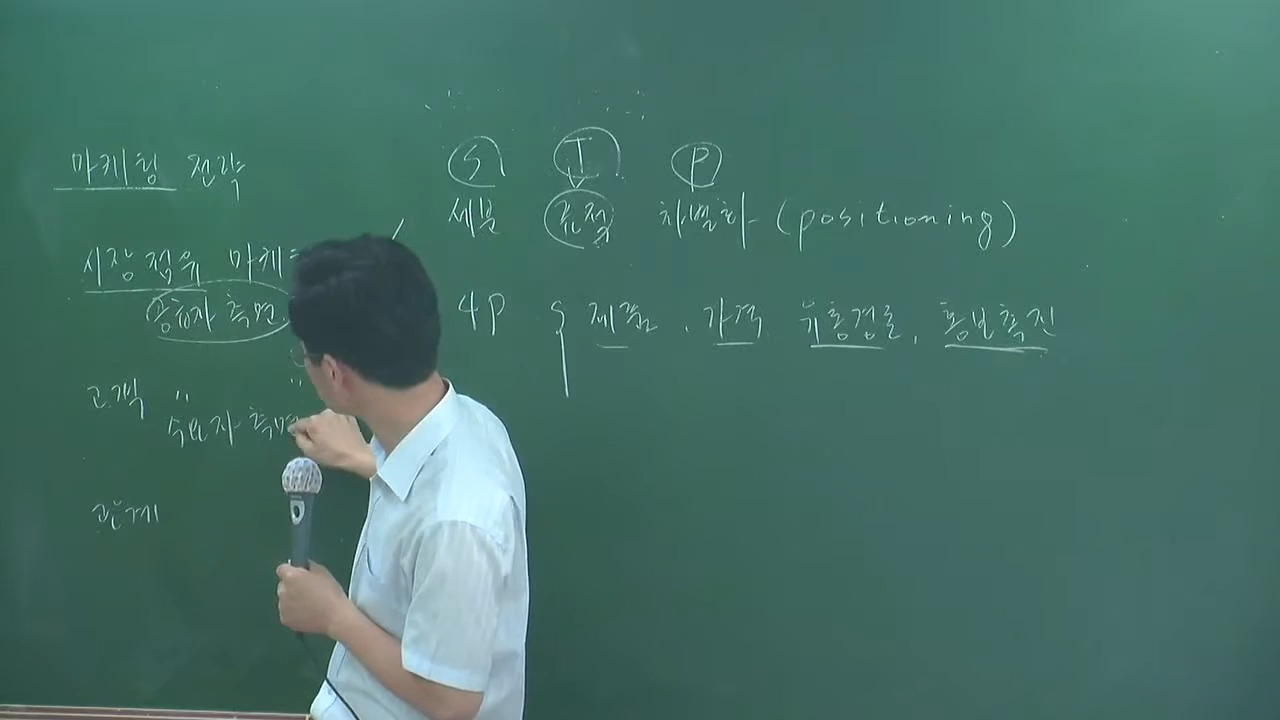 마케팅 전략
S T P
세분 표적 차별화 (positioning)
시장 점유 마케
공급자 측면
4P 제품, 가격 유통경로, 홍보촉진
고객 〃 〃
수요자 측면
관계